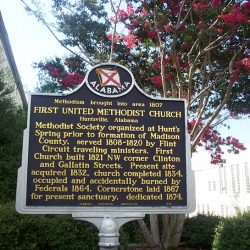 ALABAMA
Methodism brought into area 1807
FIRST UNITED METHODIST CHURCH
Huntsville, Alabama
Methodist Society organized at Hunt's
Spring prior to formation of Madison
County, served 1808-1820 by Flint
Circuit traveling ministers. First
Church built 1821 NW corner Clinton
and Gallatin Streets. Present site
acquired 1832, church completed 1834,
occupied and accidentally burned by
Federals 1864. Cornerstone laid 1867
for present sanctuary, dedicated 1874.